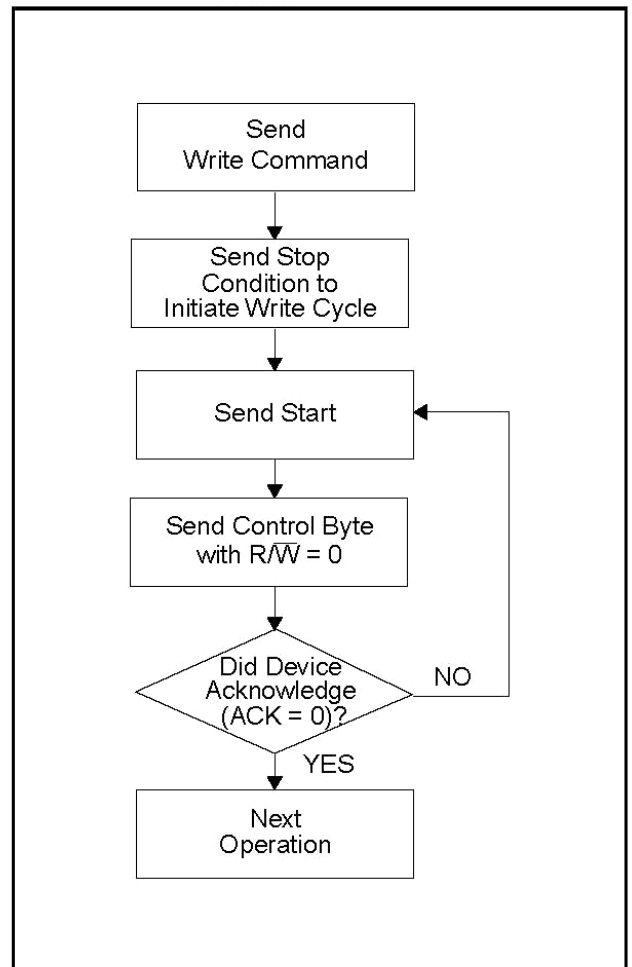 Send
Write Command
Send Stop
Condition to
Initiate Write Cycle
Send Start
Send Control Byte
with R/W̅ = 0
Did Device
Acknowledge
(ACK = 0)?
NO
YES
Next
Operation